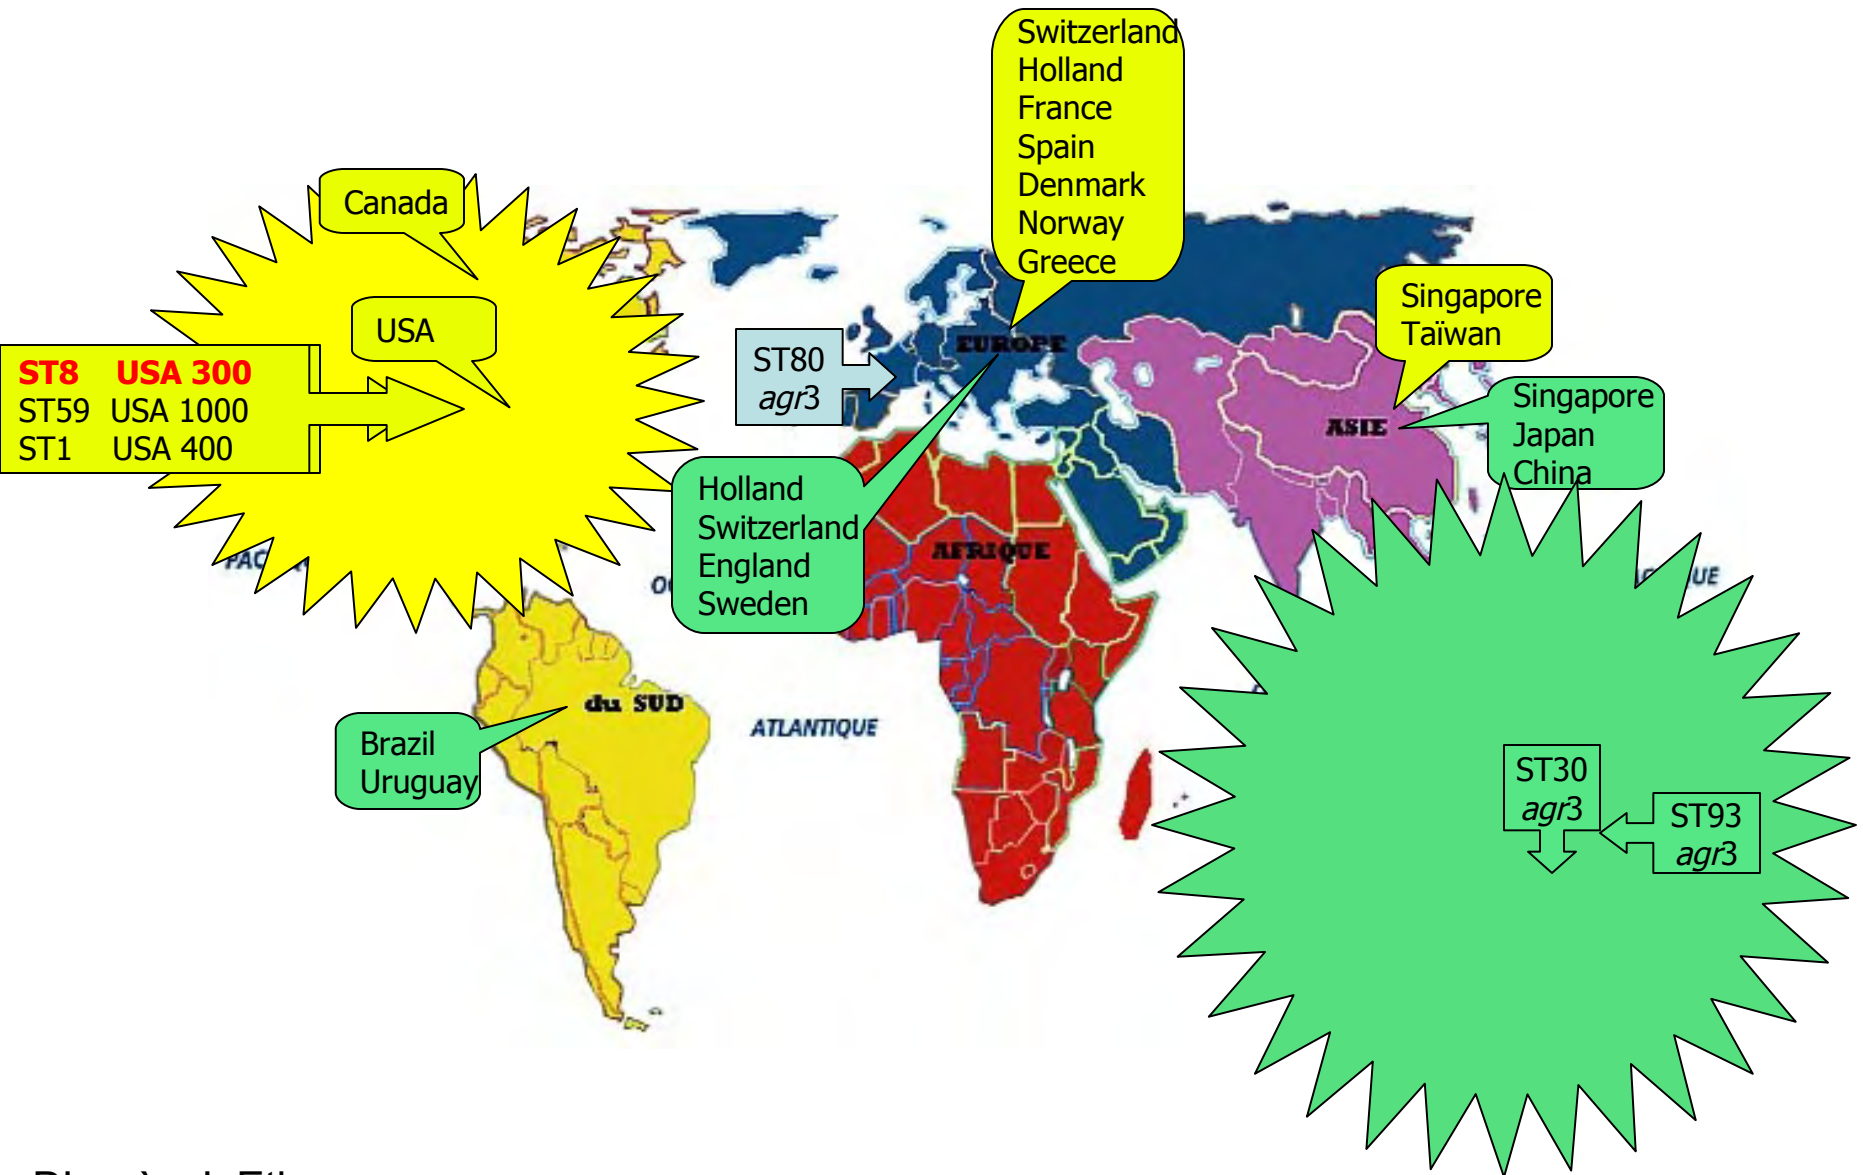 Switzerland
Holland
France
Spain
Denmark
Norway
Greece
Canada
USA
ST8 USA 300
ST59 USA 1000
ST1 USA 400
ST80
agr3
EUROPE
Singapore
Taïwan
ASIE
Singapore
Japan
China
Holland
Switzerland
England
Sweden
AFRIQUE
du SUD
ATLANTIQUE
Brazil
Uruguay
ST30
agr3
ST93
agr3